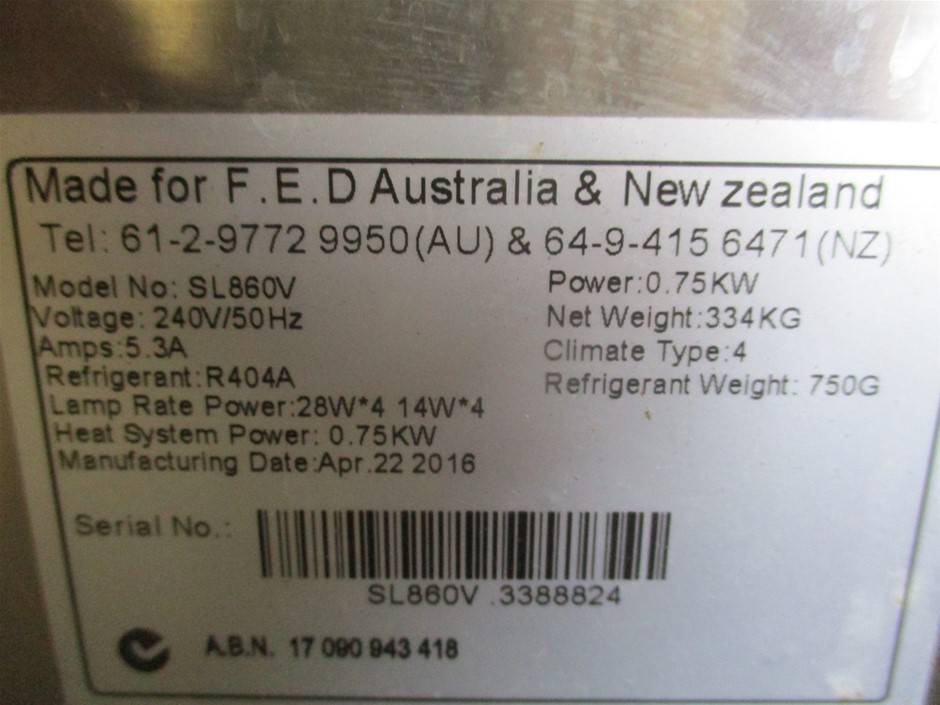 Made for F.E.D Australia & New zealand
Tel: 61-2-9772 9950(AU) & 64-9-415 6471(NZ)
Model No: SL860V
Power:0.75KW
Voltage: 240V/50Hz
Net Weight:334KG
Amps:5.3A
Climate Type:4
Refrigerant:R404A
Refrigerant Weight: 750G
Lamp Rate Power:28W*4 14W*4
Heat System Power: 0.75KW
Manufacturing Date:Apr.22 2016
Serial No.:
SL860V .3388824
A.B.N. 17 090 943 418